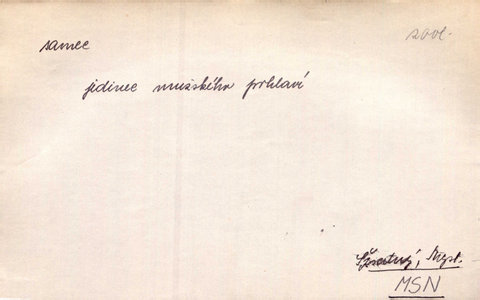 samec
zool.
jedinec mužského pohlaví
MSN